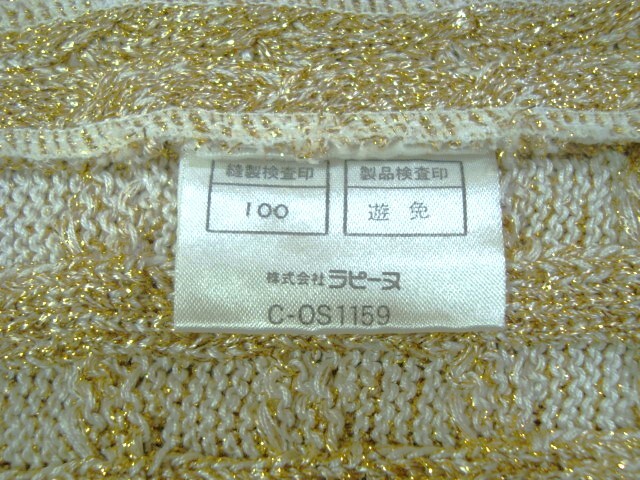 縫製検査印 製品検査印
100 遊免
株式会社ラピーヌ
C-OS1159